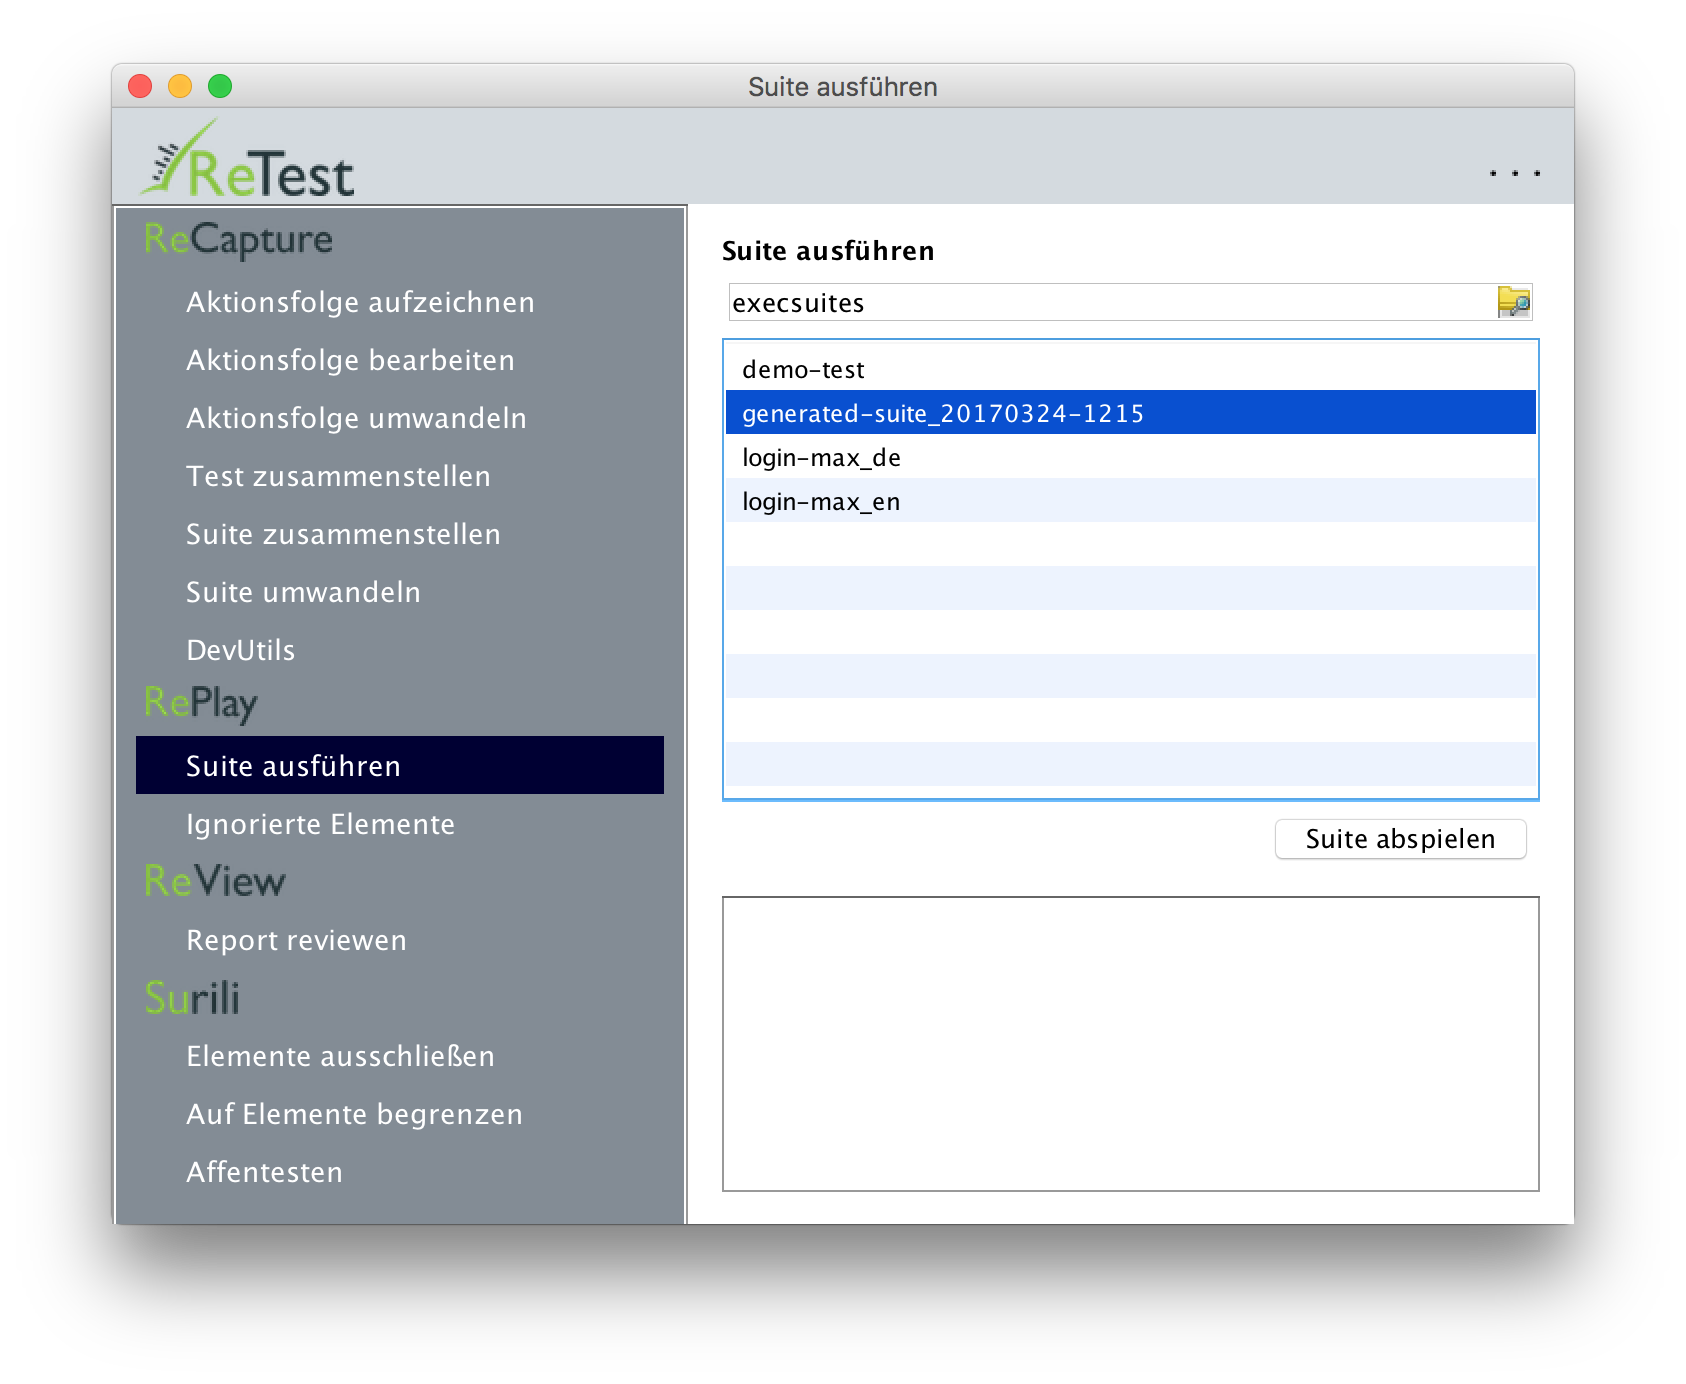 Suite ausführen
ReTest
...
ReCapture
Aktionsfolge aufzeichnen
Aktionsfolge bearbeiten
Aktionsfolge umwandeln
Test zusammenstellen
Suite zusammenstellen
Suite umwandeln
DevUtils
RePlay
Suite ausführen
Ignorierte Elemente
ReView
Report reviewen
Surili
Elemente ausschließen
Auf Elemente begrenzen
Affentesten
Suite ausführen
execsuites
demo-test
generated-suite_20170324-1215
login-max_de
login-max_en
Suite abspielen